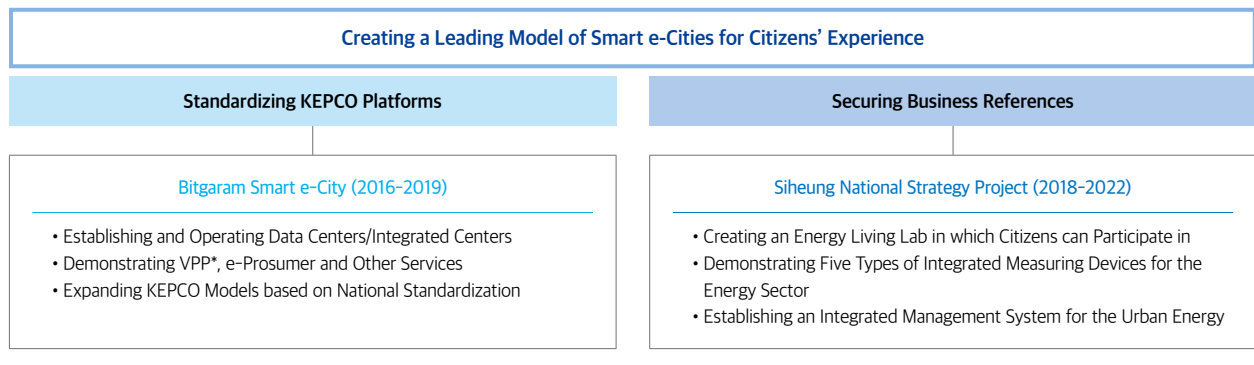 Creating a Leading Model of Smart e-Cities for Citizens’ Experience
Standardizing KEPCO Platforms
Bitgaram Smart e-City (2016-2019)
• Establishing and Operating Data Centers/Integrated Centers
• Demonstrating VPP*, e-Prosumer and Other Services
• Expanding KEPCO Models based on National Standardization
Securing Business References
Siheung National Strategy Project (2018-2022)
• Creating an Energy Living Lab in which Citizens can Participate in
• Demonstrating Five Types of Integrated Measuring Devices for the
Energy Sector
• Establishing an Integrated Management System for the Urban Energy